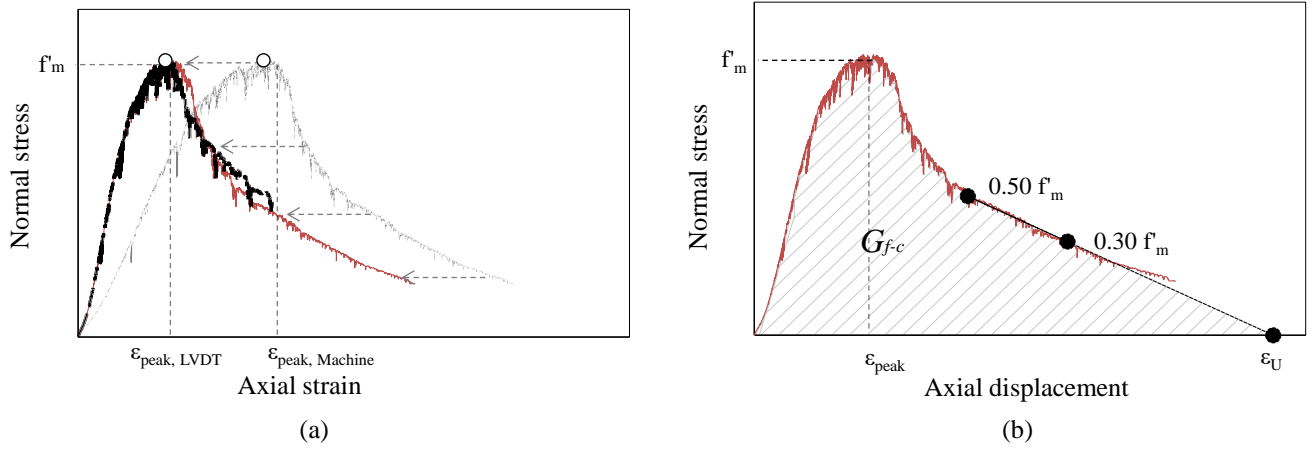 Normal stress
f'm
εpeak, LVDT
εpeak, Machine
Axial strain
(a)
Normal stress
f'm
0.50 f'm
0.30 f'm
Gf-c
εpeak
εU
Axial displacement
(b)